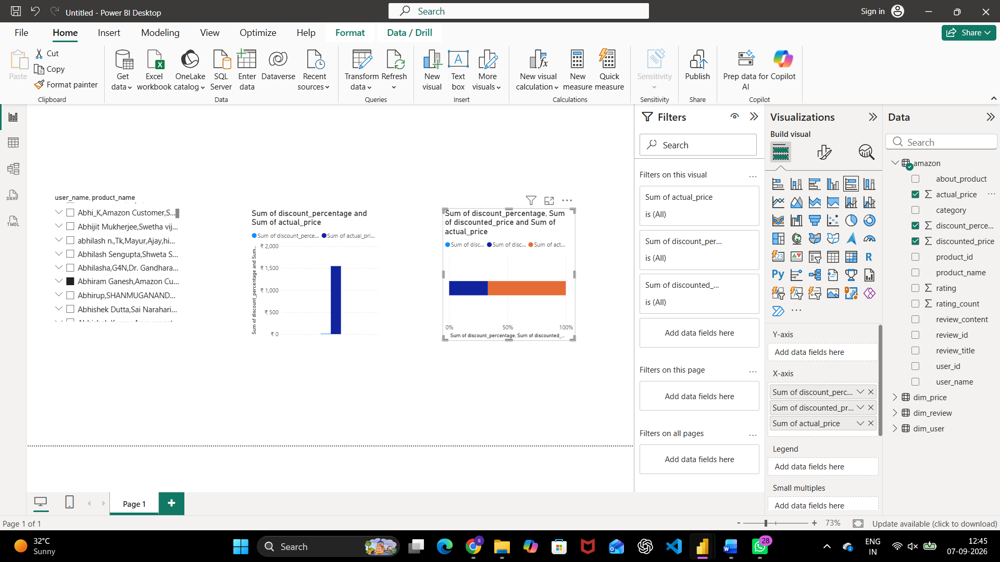 Untitled - Power BI Desktop
Search
Sign in
File
Home
Insert
Modeling
View
Optimize
Help
Format
Data / Drill
Share
Paste
Cut
Copy
Format painter
Clipboard
Get data
Excel workbook
OneLake catalog
SQL Server
Enter data
Dataverse
Recent sources
Data
Transform data
Refresh
Queries
New visual
Text box
More visuals
Insert
New visual calculation
New measure
Quick measure
Calculations
Sensitivity
Sensitivity
Publish
Share
Prep data for AI
Copilot
Copilot
user_name, product_name
Abhi_K,Amazon Customer,S...
Abhijit Mukherjee,Swetha vij...
abhilash n.,Tk,Mayur,Ajay,hi...
Abhilash Sengupta,Shweta S...
Abhilasha,G4N,Dr. Gandhara...
Abhiram Ganesh,Amazon Cu...
Abhirup,SHANMUGANAND...
Abhishek Dutta,Sai Narahari...
Sum of discount_percentage and
Sum of actual_price
Sum of discount_perce...
Sum of actual_pri...
Sum of discount_percentage and Sum...
₹ 2,000
₹ 1,500
₹ 1,000
₹ 500
₹ 0
Sum of discount_percentage, Sum
of discounted_price and Sum of
actual_price
Sum of disc...
Sum of disc...
Sum of act...
0%
50%
100%
Sum of discount_percentage, Sum of discounted_...
Filters
Search
Filters on this visual
Sum of actual_price
is (All)
Sum of discount_per...
is (All)
Sum of discounted_...
is (All)
Add data fields here
Filters on this page
Add data fields here
Filters on all pages
Add data fields here
Visualizations
Build visual
123
R
Py
Y-axis
Add data fields here
X-axis
Sum of discount_perc...
Sum of discounted_pr...
Sum of actual_price
Legend
Add data fields here
Small multiples
Add data fields here
Data
Search
amazon
about_product
actual_price
category
discount_perce...
discounted_price
product_id
product_name
rating
rating_count
review_content
review_id
review_title
user_id
user_name
dim_price
dim_review
dim_user
DAX
TMDL
Page 1
Page 1 of 1
73%
Update available (click to download)
32°C
Sunny
Search
28
ENG
IN
12:45
07-09-2026